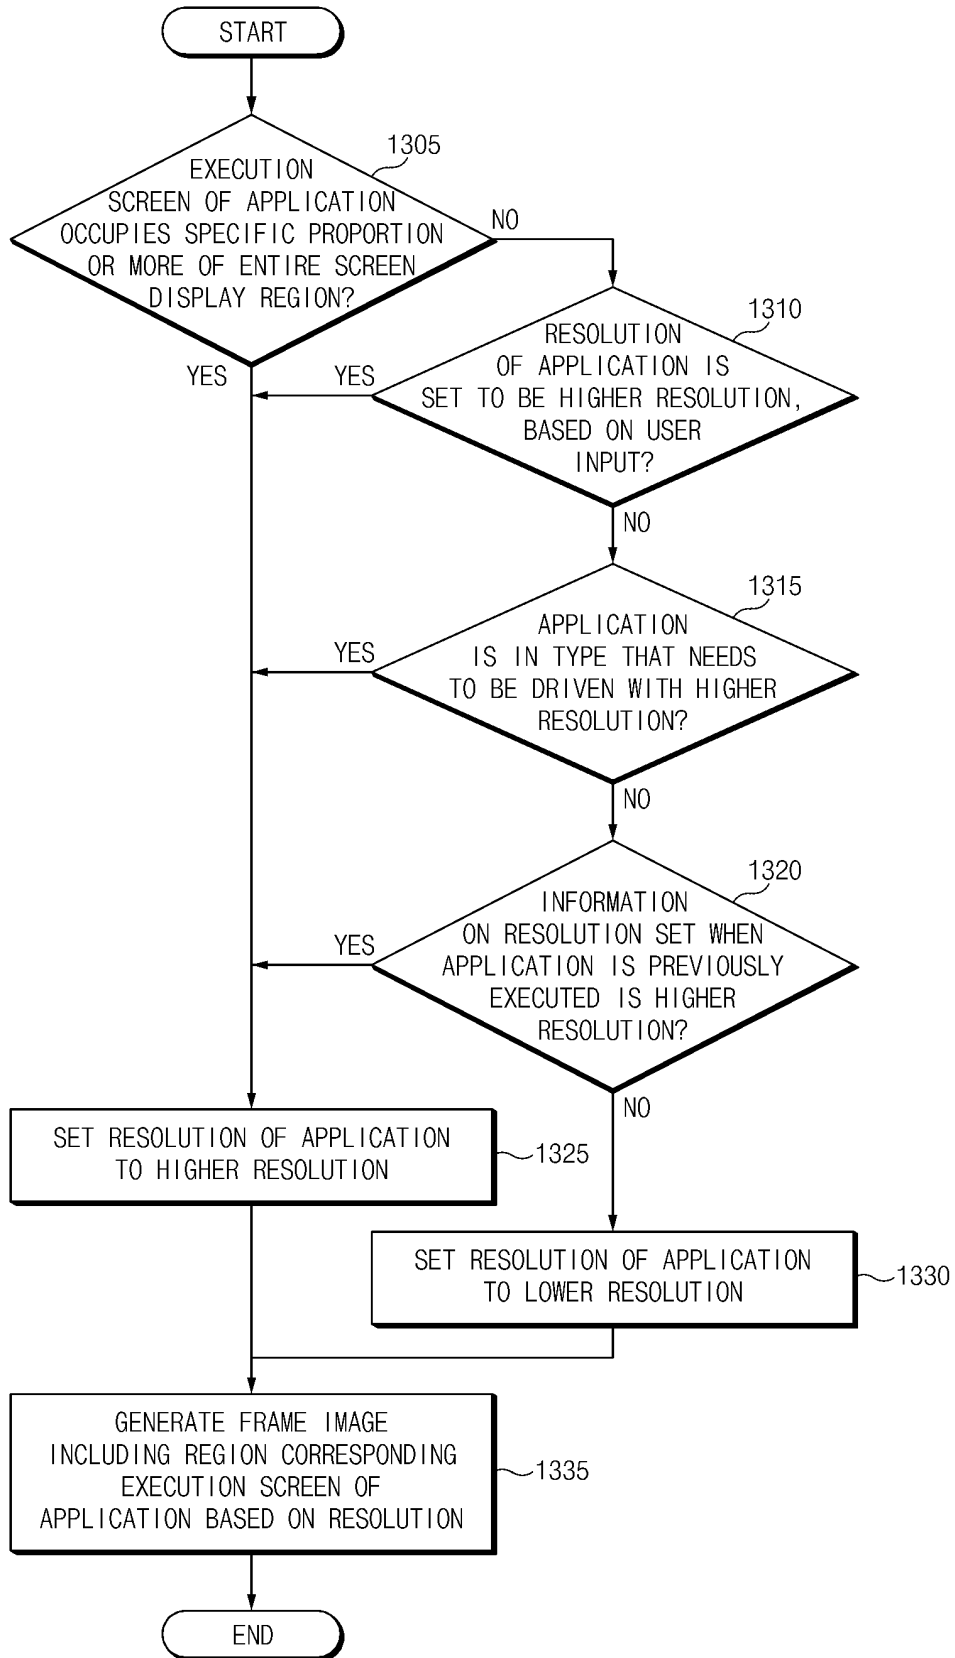 START
1305
EXECUTION
SCREEN OF APPLICATION
OCCUPIES SPECIFIC PROPORTION
OR MORE OF ENTIRE SCREEN
DISPLAY REGION?
NO
YES
1310
RESOLUTION
OF APPLICATION IS
SET TO BE HIGHER RESOLUTION,
BASED ON USER
INPUT?
YES
NO
1315
APPLICATION
IS IN TYPE THAT NEEDS
TO BE DRIVEN WITH HIGHER
RESOLUTION?
YES
NO
1320
INFORMATION
ON RESOLUTION SET WHEN
APPLICATION IS PREVIOUSLY
EXECUTED IS HIGHER
RESOLUTION?
YES
NO
SET RESOLUTION OF APPLICATION
TO HIGHER RESOLUTION
1325
SET RESOLUTION OF APPLICATION
TO LOWER RESOLUTION
1330
GENERATE FRAME IMAGE
INCLUDING REGION CORRESPONDING
EXECUTION SCREEN OF
APPLICATION BASED ON RESOLUTION
1335
END